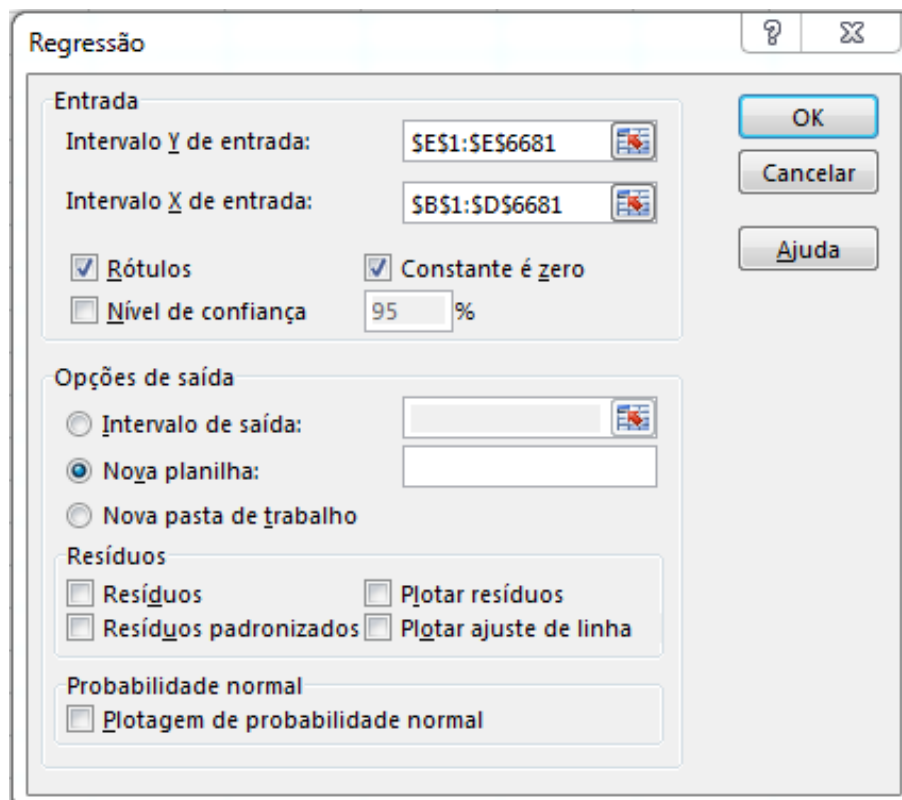 Regressão
Entrada
Intervalo Y de entrada: $E$1:$E$6681
Intervalo X de entrada: $B$1:$D$6681
Rótulos Constante é zero
Nível de confiança 95 %
OK
Cancelar
Ajuda
Opções de saída
Intervalo de saída:
Nova planilha:
Nova pasta de trabalho
Resíduos
Resíduos Plotar resíduos
Resíduos padronizados Plotar ajuste de linha
Probabilidade normal
Plotagem de probabilidade normal